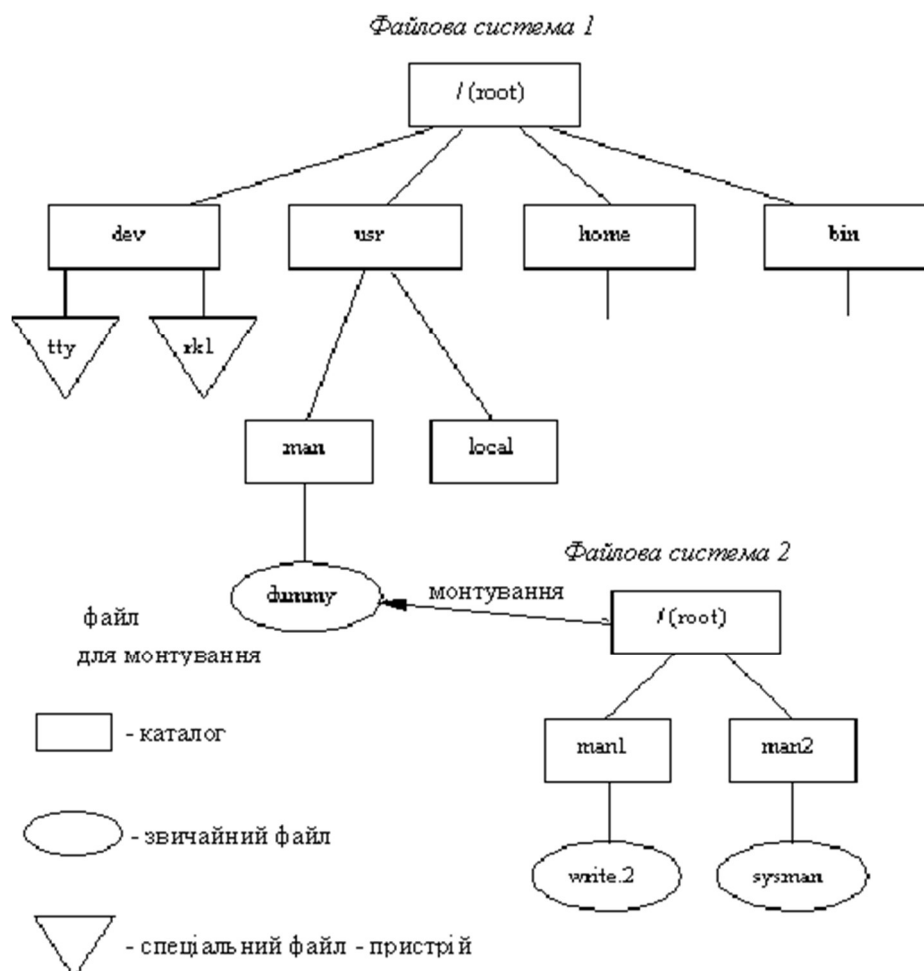 Файлова система 1
/ (root)
dev
usr
home
bin
tty
rk1
man
local
Файлова система 2
dummy
монтування
/ (root)
файл
для монтування
- каталог
man1
man2
- звичайний файл
write.2
sysman
- спеціальний файл - пристрій